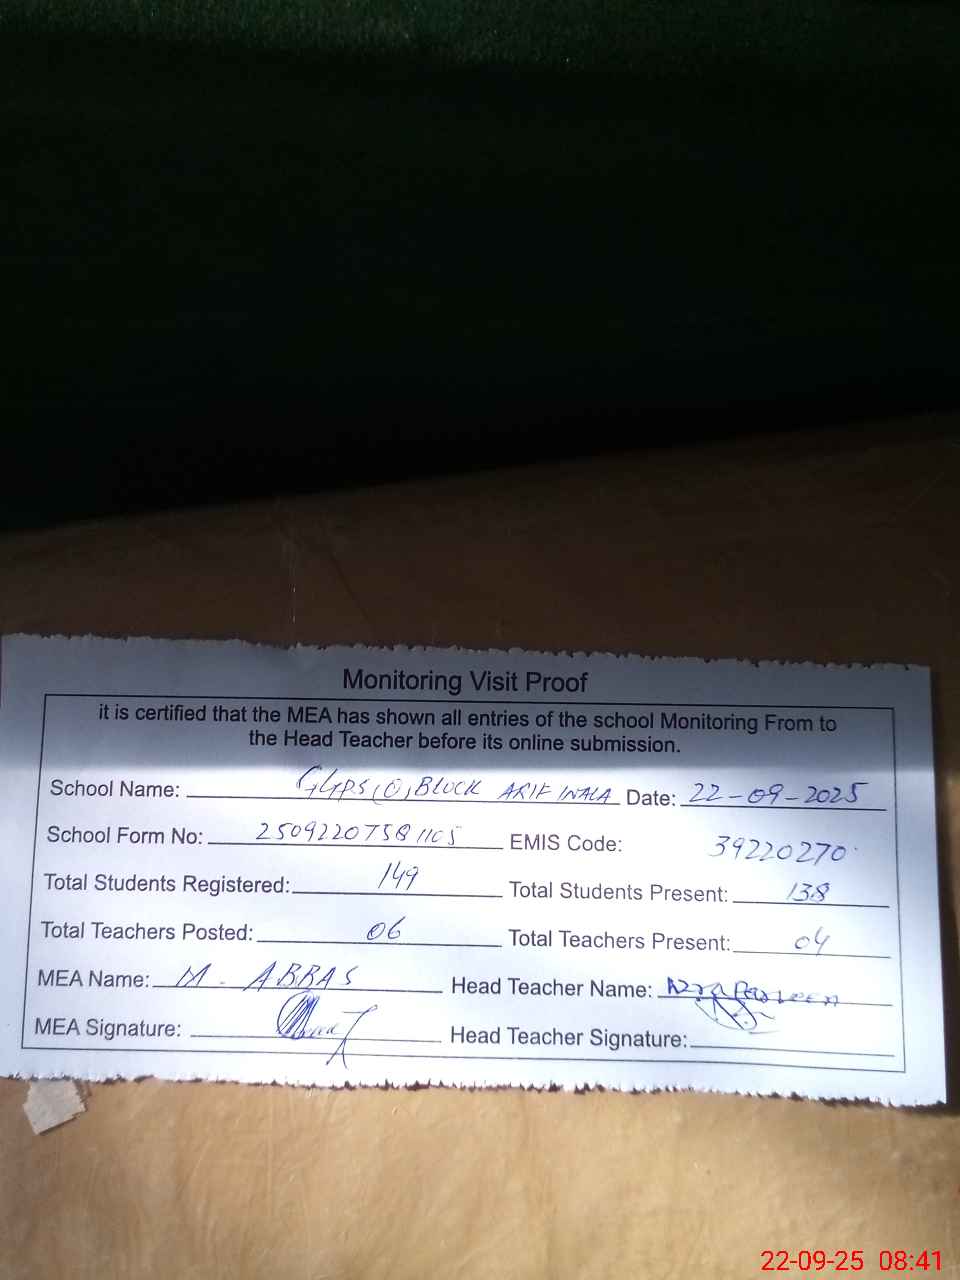 Monitoring Visit Proof
it is certified that the MEA has shown all entries of the school Monitoring From to
the Head Teacher before its online submission.
School Name: GGPS (O) BLOCK ARIF WALA Date: 22-09-2025
School Form No: 25092207581105 EMIS Code: 39220270
Total Students Registered: 149 Total Students Present: 138
Total Teachers Posted: 06 Total Teachers Present: 04
MEA Name: M. ABBAS Head Teacher Name: Azra Parveen
MEA Signature: Head Teacher Signature:
22-09-25 08:41